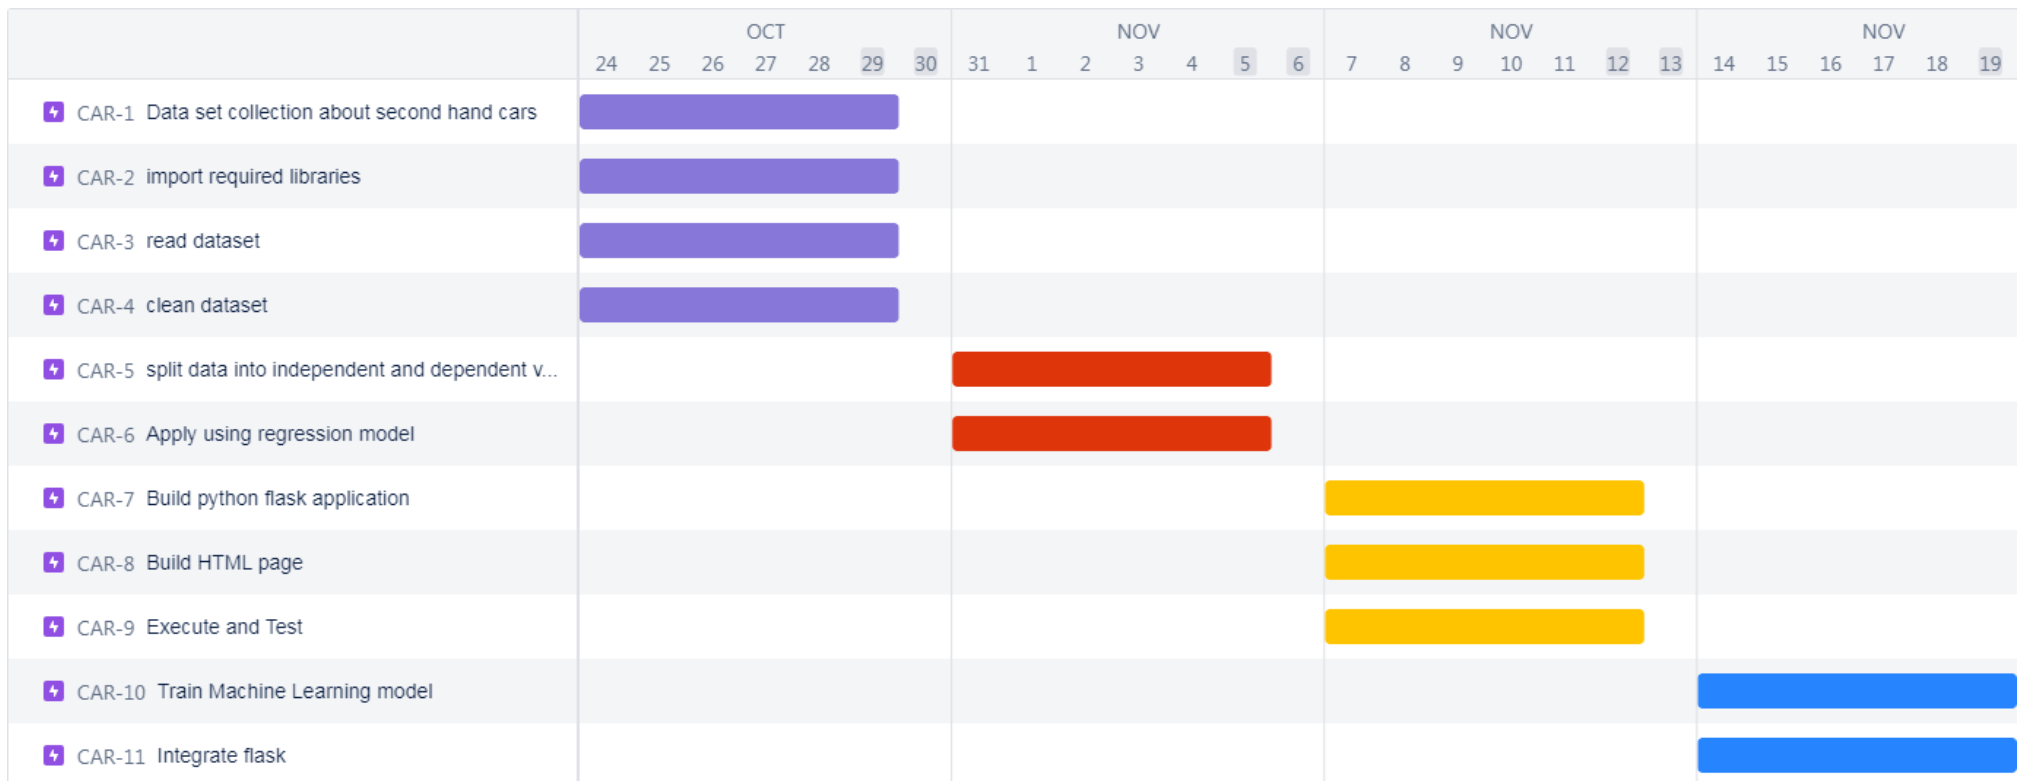 OCT NOV NOV NOV
24 25 26 27 28 29 30 31 1 2 3 4 5 6 7 8 9 10 11 12 13 14 15 16 17 18 19
CAR-1 Data set collection about second hand cars
CAR-2 import required libraries
CAR-3 read dataset
CAR-4 clean dataset
CAR-5 split data into independent and dependent v...
CAR-6 Apply using regression model
CAR-7 Build python flask application
CAR-8 Build HTML page
CAR-9 Execute and Test
CAR-10 Train Machine Learning model
CAR-11 Integrate flask